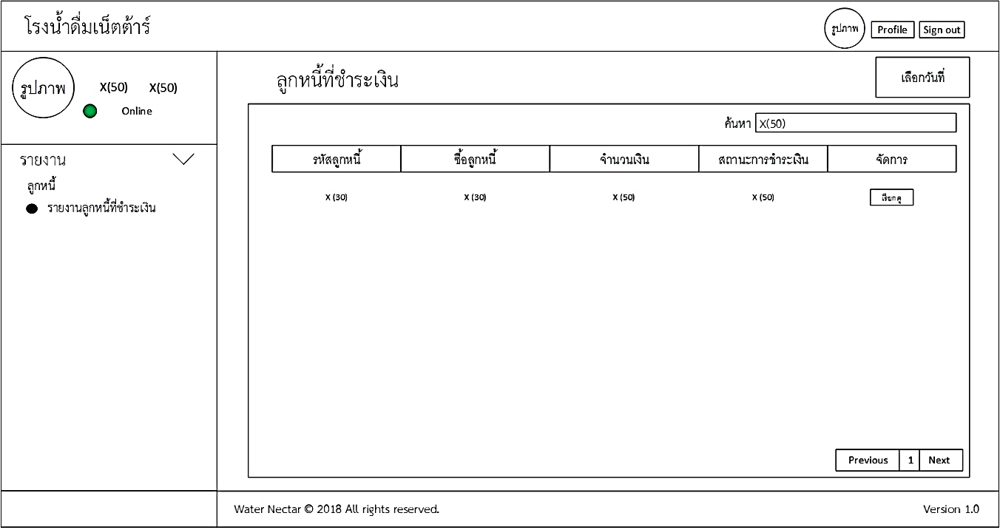 โรงน้ำดื่มเน็ตต้าร์
รูปภาพ Profile Sign out
รูปภาพ X(50) X(50)
Online
รายงาน
ลูกหนี้
รายงานลูกหนี้ที่ชำระเงิน
ลูกหนี้ที่ชำระเงิน
เลือกวันที่
ค้นหา X(50)
รหัสลูกหนี้ ชื่อลูกหนี้ จำนวนเงิน สถานะการชำระเงิน จัดการ
X (30) X (30) X (50) X (50) เรียกดู
Previous 1 Next
Water Nectar © 2018 All rights reserved. Version 1.0